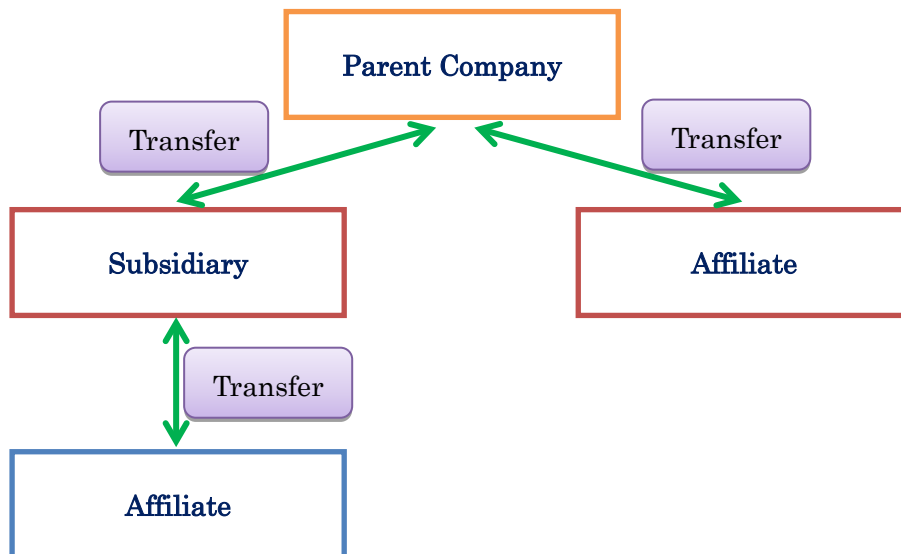 Parent Company
Transfer
Transfer
Subsidiary
Affiliate
Transfer
Affiliate